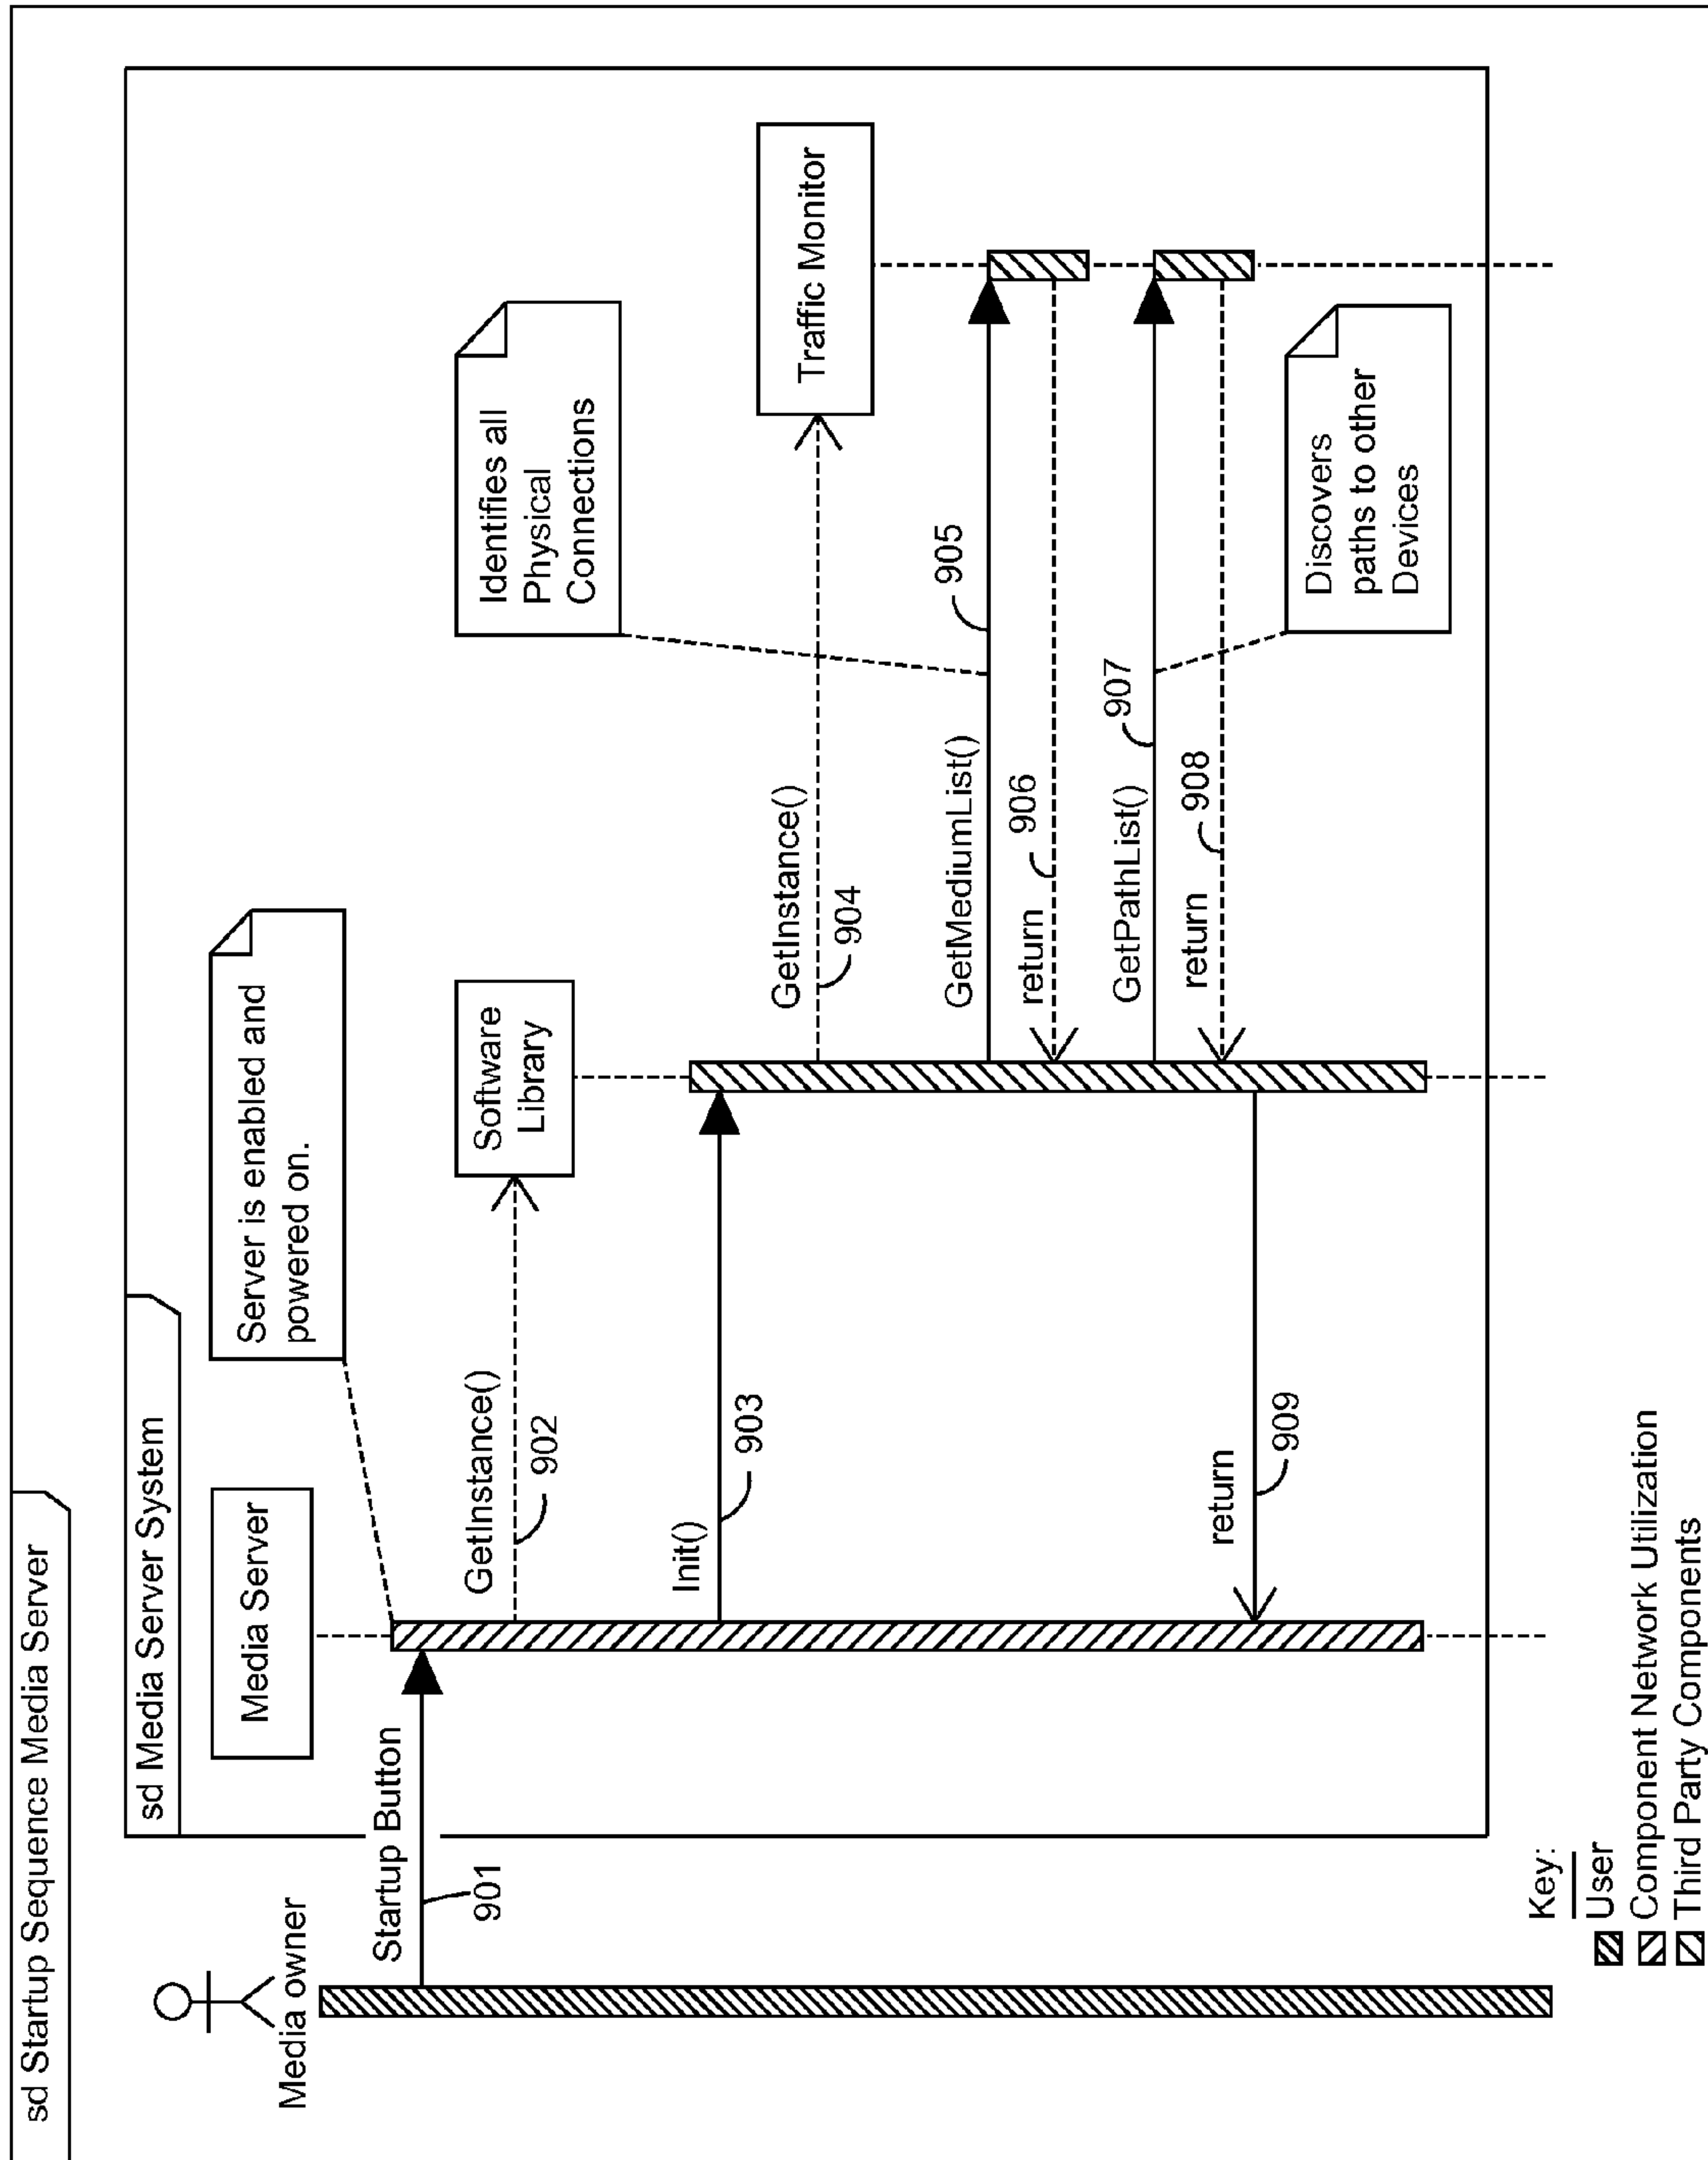 sd Startup Sequence Media Server
sd Media Server System
Media owner
Media Server
Server is enabled and
powered on.
Startup Button
901
GetInstance()
902
Software
Library
Init()
903
Identifies all
Physical
Connections
GetInstance()
904
Traffic Monitor
GetMediumList()
905
return
906
GetPathList()
907
return
908
Discovers
paths to other
Devices
return
909
Key:
User
Component Network Utilization
Third Party Components